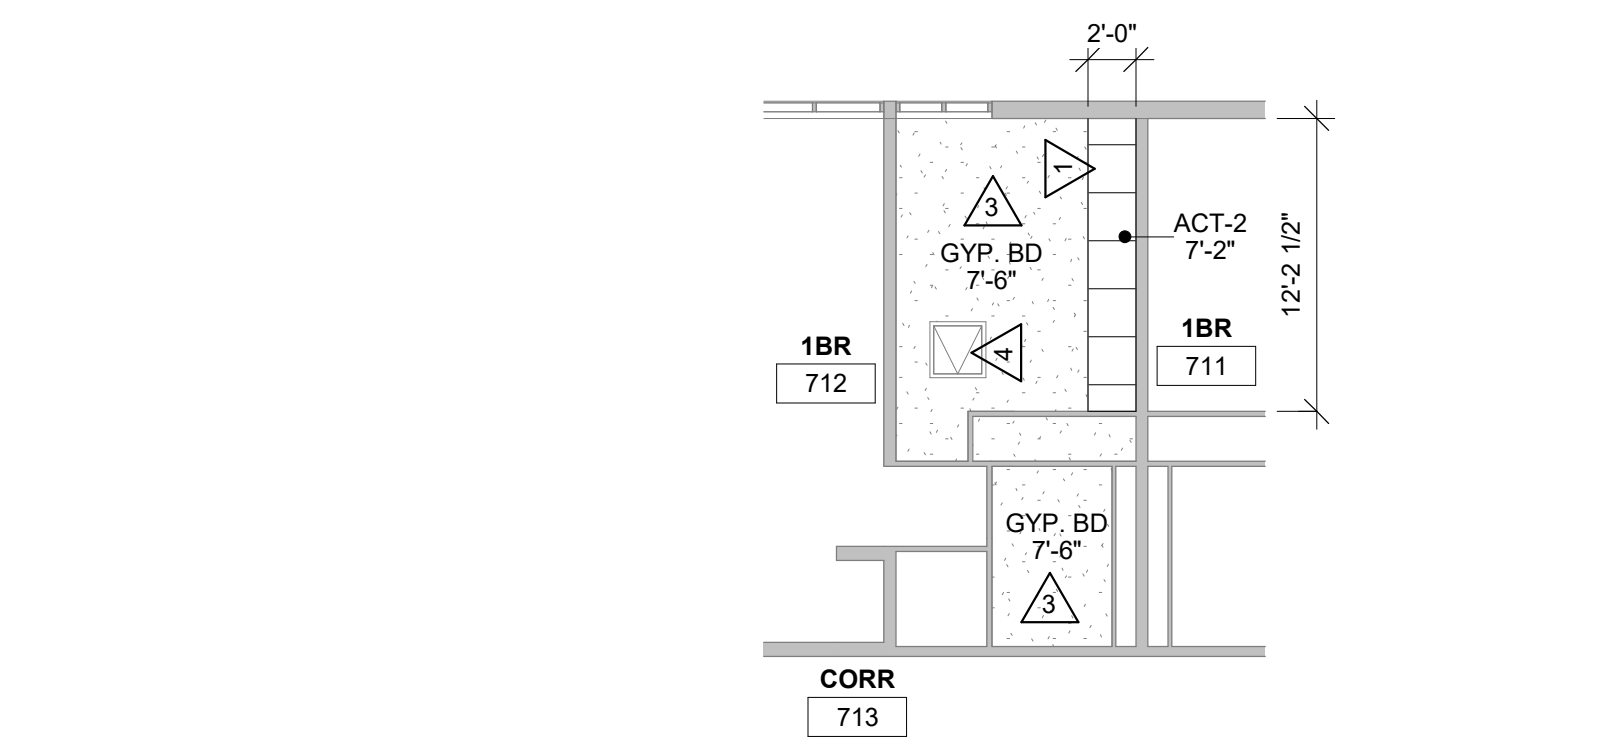 2'-0"
1
3
ACT-2
7'-2"
12'-2 1/2"
GYP. BD
7'-6"
4
1BR
711
1BR
712
GYP. BD
7'-6"
3
CORR
713